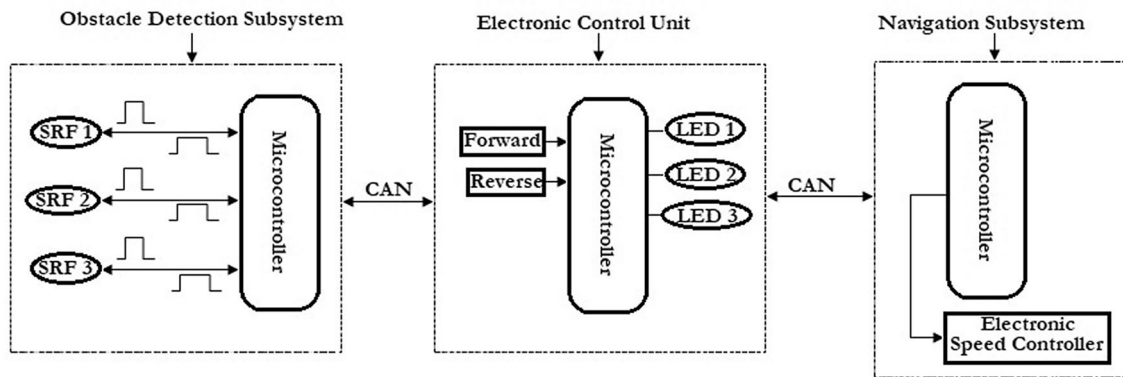 Obstacle Detection Subsystem
Electronic Control Unit
Navigation Subsystem
SRF 1
SRF 2
SRF 3
Microcontroller
CAN
Forward
Reverse
Microcontroller
LED 1
LED 2
LED 3
CAN
Microcontroller
Electronic
Speed Controller